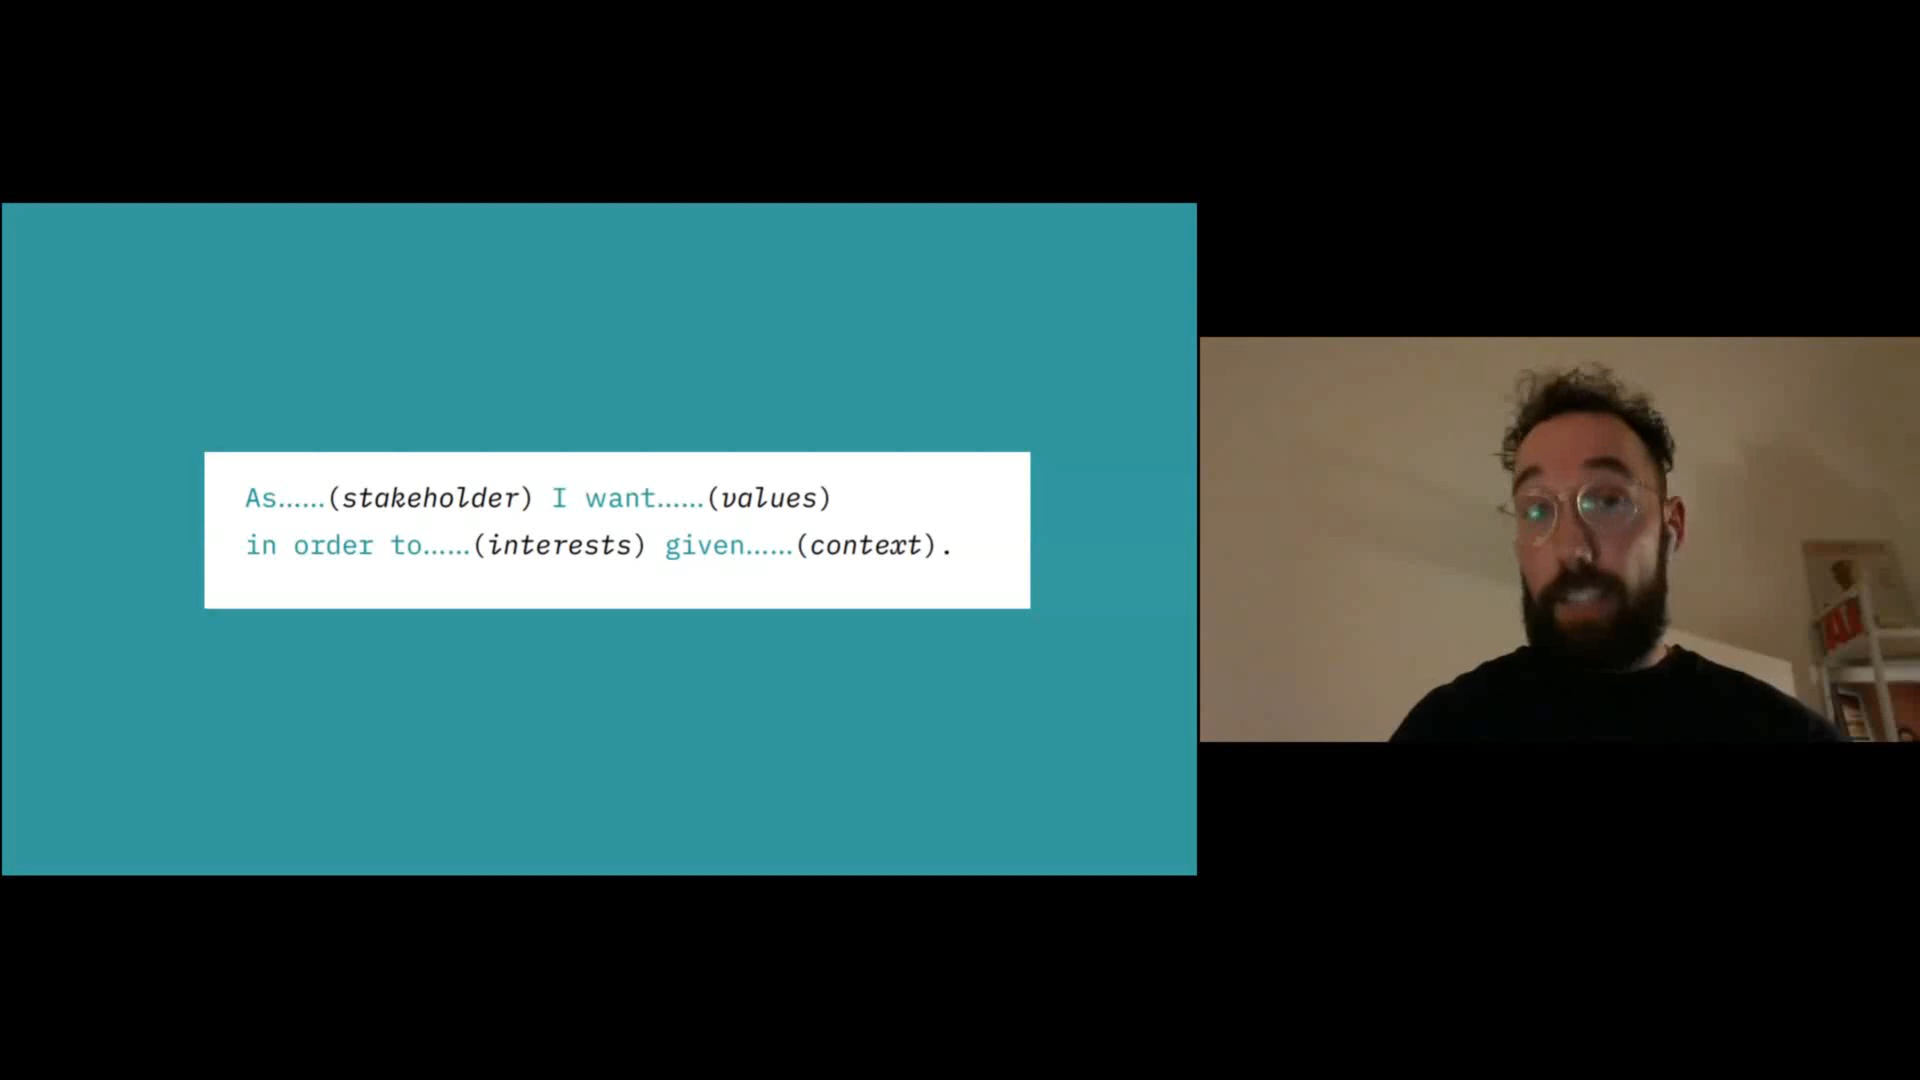 As......(stakeholder) I want......(values)
in order to......(interests) given......(context).